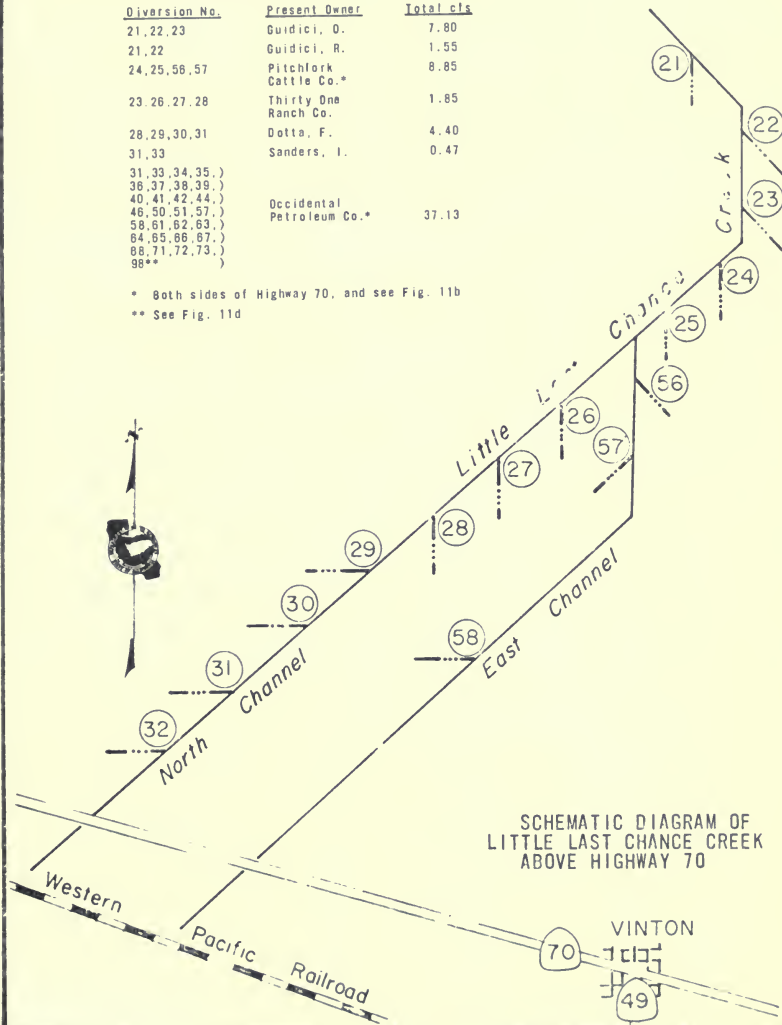 Diversion No. Present Owner Total cfs
21,22,23 Guidici, O. 7.80
21,22 Guidici, R. 1.55
24,25,56,57 Pitchfork Cattle Co.* 8.85
23.26.27.28 Thirty One Ranch Co. 1.85
28,29,30,31 Dotta, F. 4.40
31,33 Sanders, I. 0.47
31,33,34,35,)
36,37,38,39,)
40,41,42,44,)
46,50,51,57,) Occidental
58,61,62,63,) Petroleum Co.* 37.13
64,65,66,67,)
68,71,72,73,)
98** )
* Both sides of Highway 70, and see Fig. 11b
** See Fig. 11d
21
22
23
24
25
56
26
57
27
28
29
30
31
32
58
Little Chance Creek
North Channel
East Channel
SCHEMATIC DIAGRAM OF
LITTLE LAST CHANCE CREEK
ABOVE HIGHWAY 70
Western Pacific Railroad
VINTON
70
49